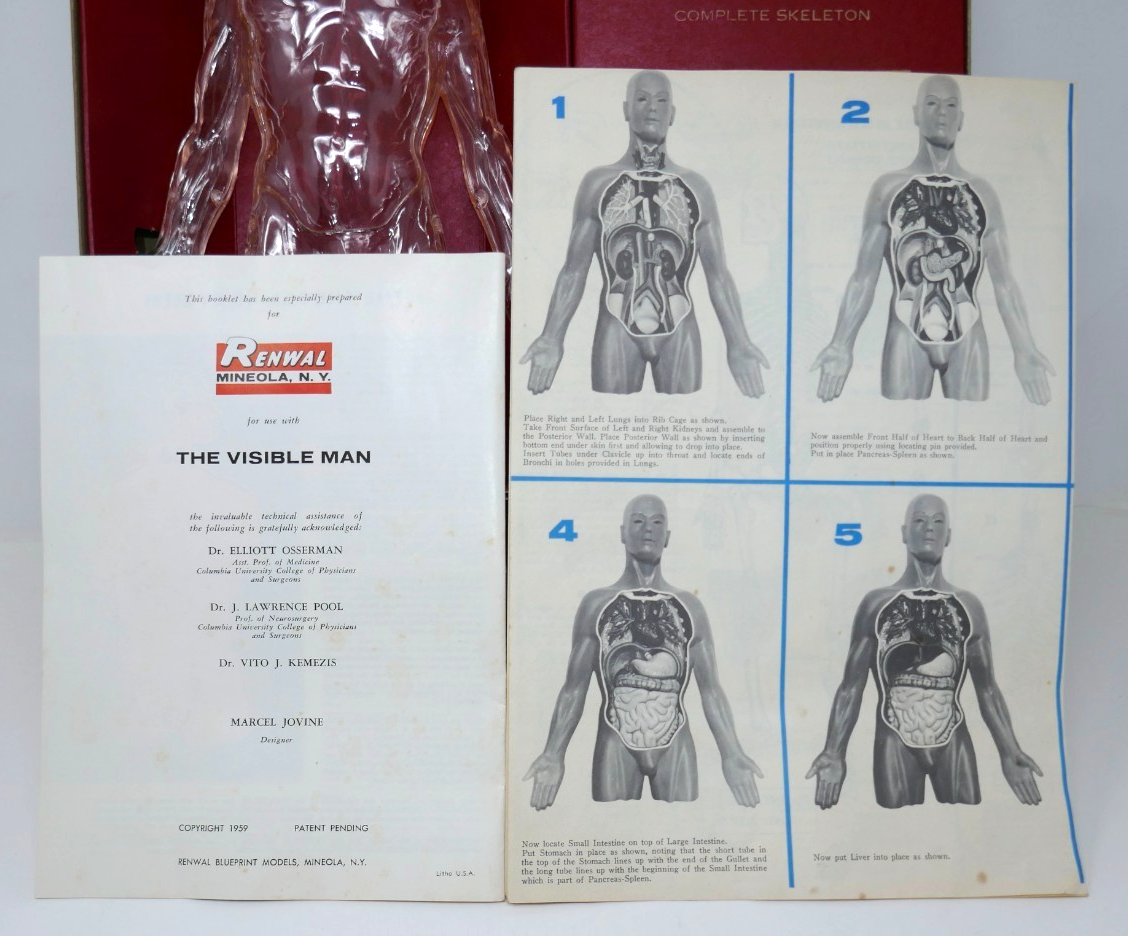 COMPLETE SKELETON
This booklet has been especially prepared
for
RENWAL
MINEOLA, N. Y.
for use with
THE VISIBLE MAN
the invaluable technical assistance of
the following is gratefully acknowledged:
Dr. ELLIOTT OSSERMAN
Asst. Prof. of Medicine
Columbia University College of Physicians
and Surgeons
Dr. J. LAWRENCE POOL
Prof. of Neurosurgery
Columbia University College of Physicians
and Surgeons
Dr. VITO J. KEMEZIS
MARCEL JOVINE
Designer
COPYRIGHT 1959 PATENT PENDING
RENWAL BLUEPRINT MODELS, MINEOLA, N.Y.
Litho U.S.A.
1
Place Right and Left Lungs into Rib Cage as shown.
Take Front Surface of Left and Right Kidneys and assemble to
the Posterior Wall. Place Posterior Wall as shown by inserting
bottom end under skin first and allowing to drop into place.
Insert Tubes under Clavicle up into throat and locate ends of
Bronchi in holes provided in Lungs.
2
Now assemble Front Half of Heart to Back Half of Heart and
position properly using locating pin provided.
Put in place Pancreas-Spleen as shown.
4
Now locate Small Intestine on top of Large Intestine.
Put Stomach in place as shown, noting that the short tube in
the top of the Stomach lines up with the end of the Gullet and
the long tube lines up with the beginning of the Small Intestine
which is part of Pancreas-Spleen.
5
Now put Liver into place as shown.